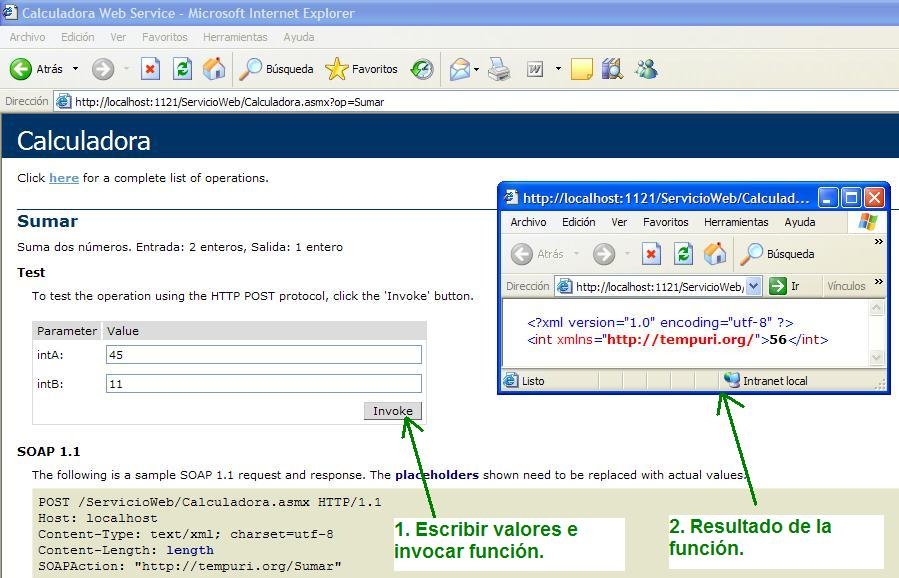 Calculadora Web Service - Microsoft Internet Explorer
Archivo Edición Ver Favoritos Herramientas Ayuda
Atrás Búsqueda Favoritos W
Dirección http://localhost:1121/ServicioWeb/Calculadora.asmx?op=Sumar
Calculadora
Click here for a complete list of operations.
Sumar
Suma dos números. Entrada: 2 enteros, Salida: 1 entero
Test
To test the operation using the HTTP POST protocol, click the 'Invoke' button.
Parameter Value
intA: 45
intB: 11
Invoke
http://localhost:1121/ServicioWeb/Calculad...
Archivo Edición Ver Favoritos Herramientas Ayuda »
Atrás Búsqueda
Dirección http://localhost:1121/ServicioWeb/ Ir Vínculos »
<?xml version="1.0" encoding="utf-8" ?>
<int xmlns="http://tempuri.org/">56</int>
Listo Intranet local
SOAP 1.1
The following is a sample SOAP 1.1 request and response. The placeholders shown need to be replaced with actual values.
POST /ServicioWeb/Calculadora.asmx HTTP/1.1
Host: localhost
Content-Type: text/xml; charset=utf-8
Content-Length: length
SOAPAction: "http://tempuri.org/Sumar"
1. Escribir valores e
invocar función.
2. Resultado de la
función.